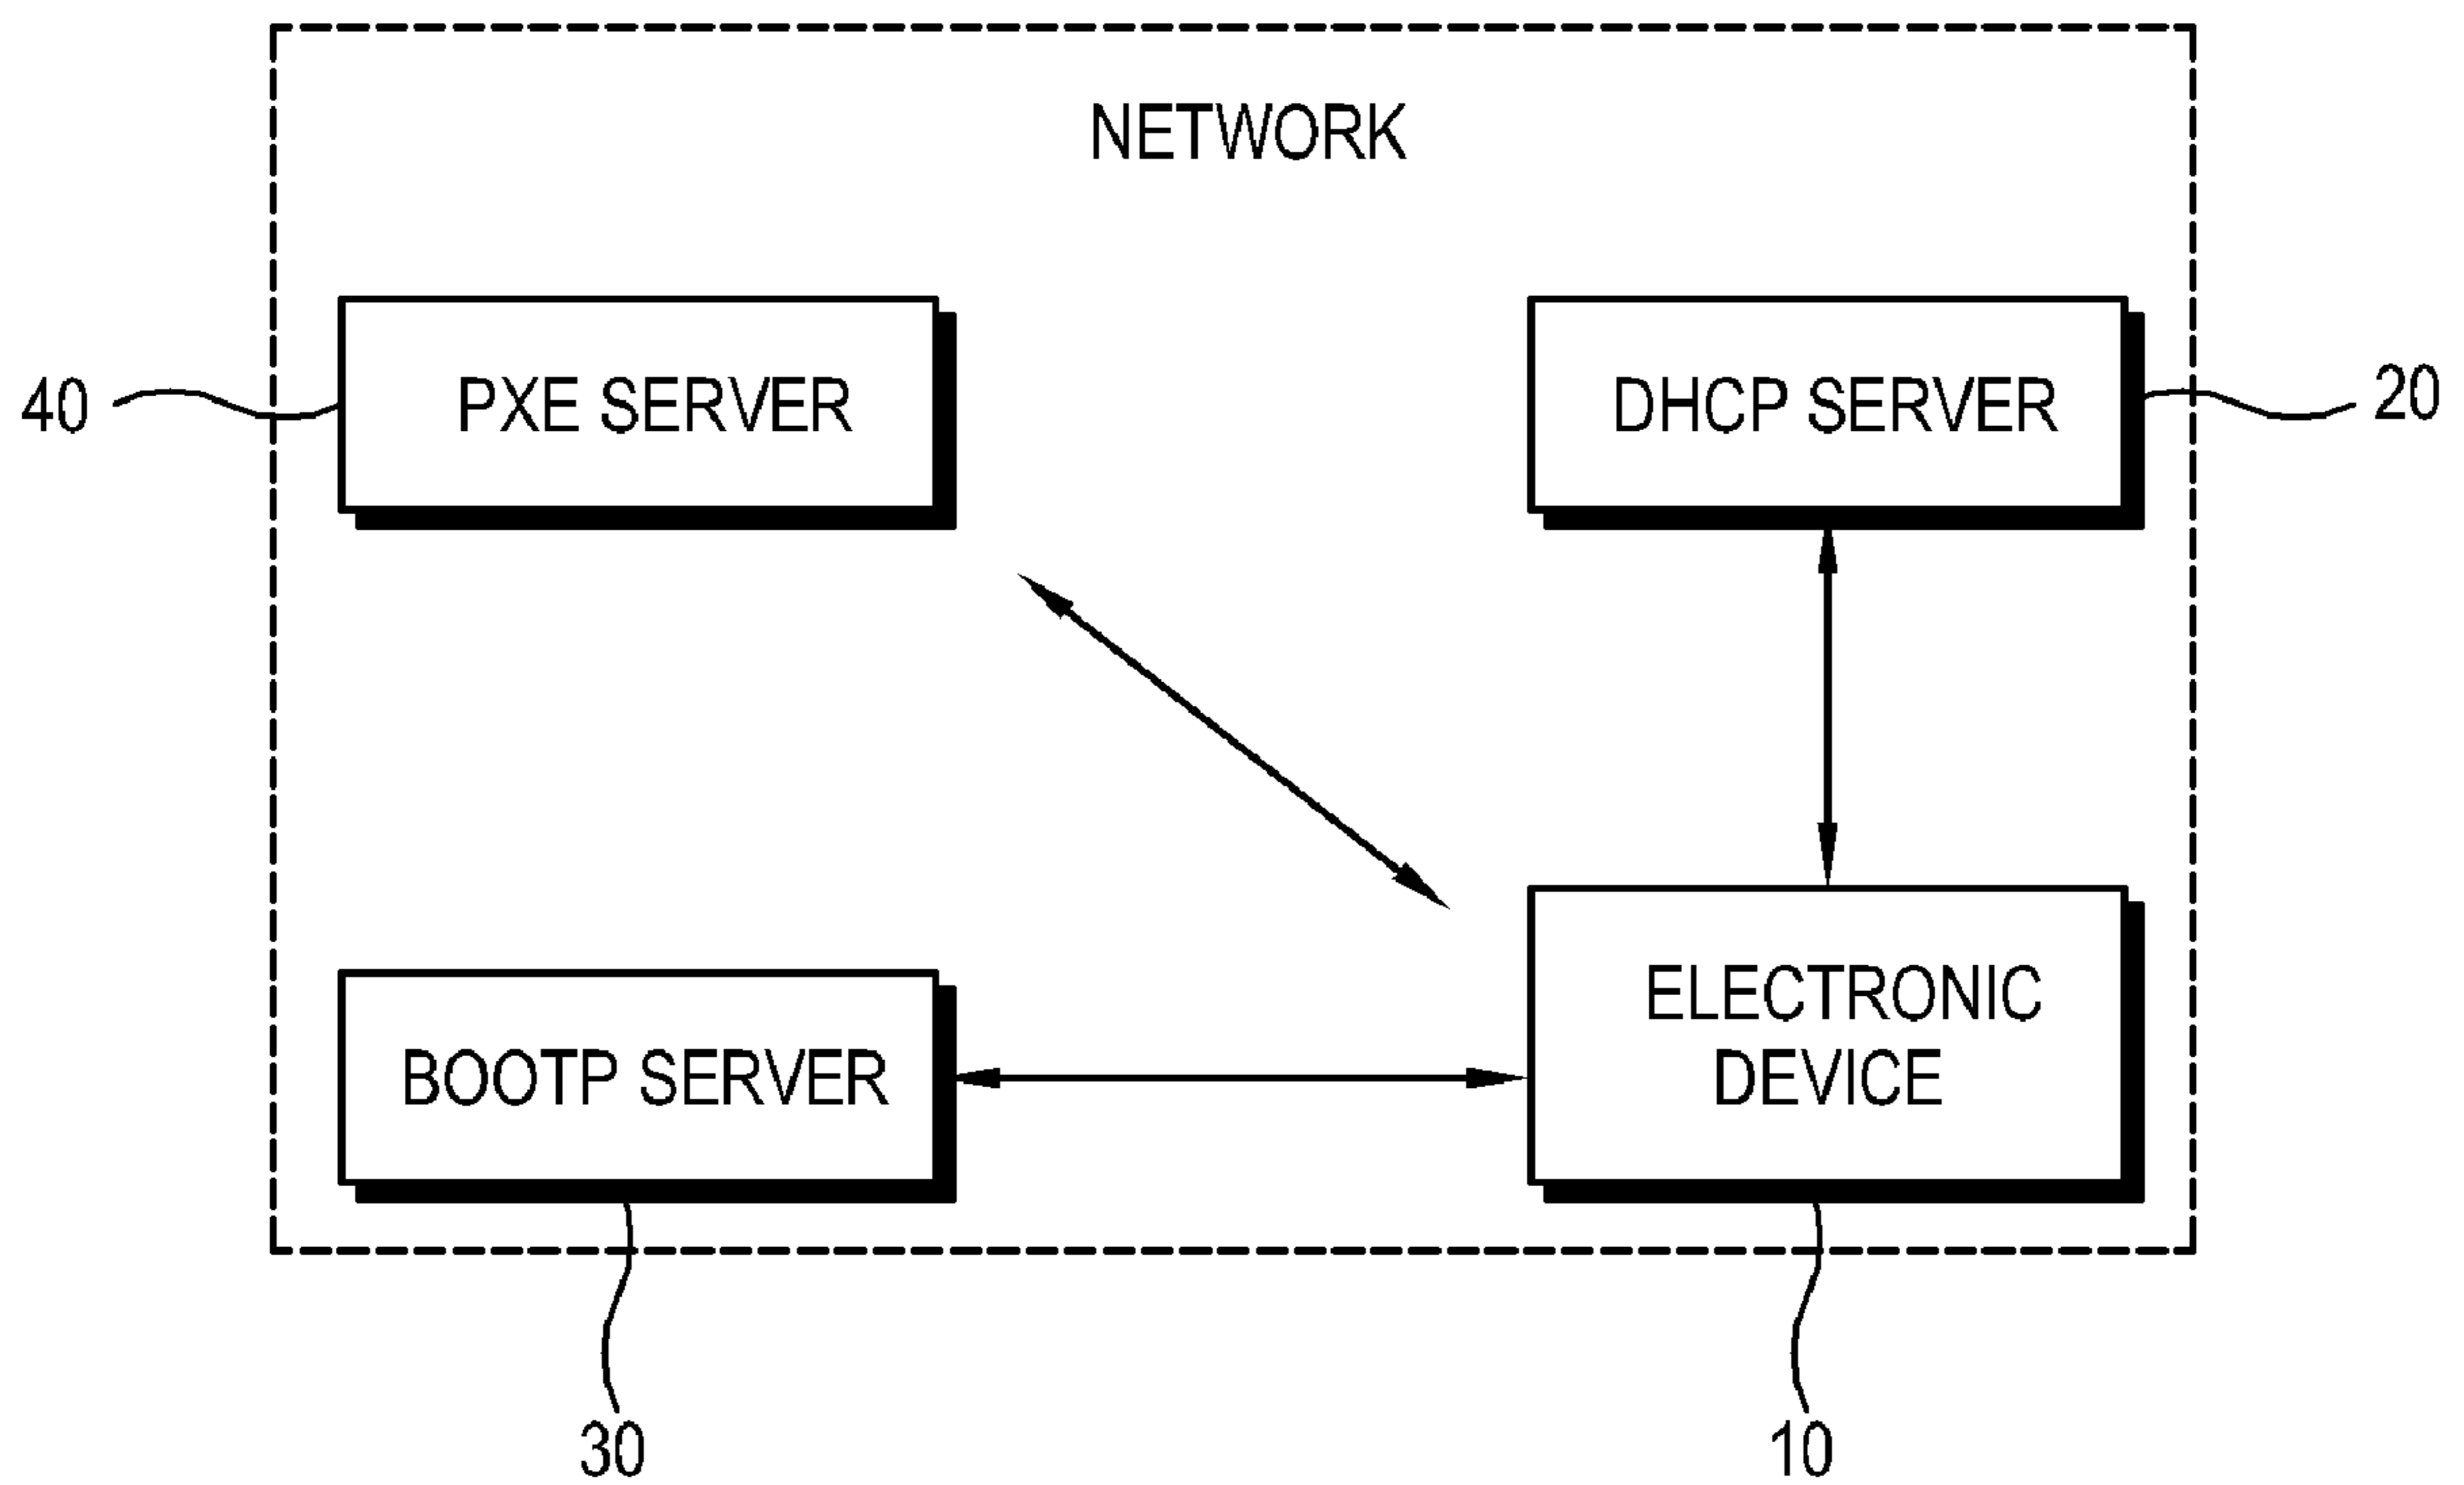 NETWORK
40
PXE SERVER
DHCP SERVER
20
BOOTP SERVER
ELECTRONIC
DEVICE
30
10